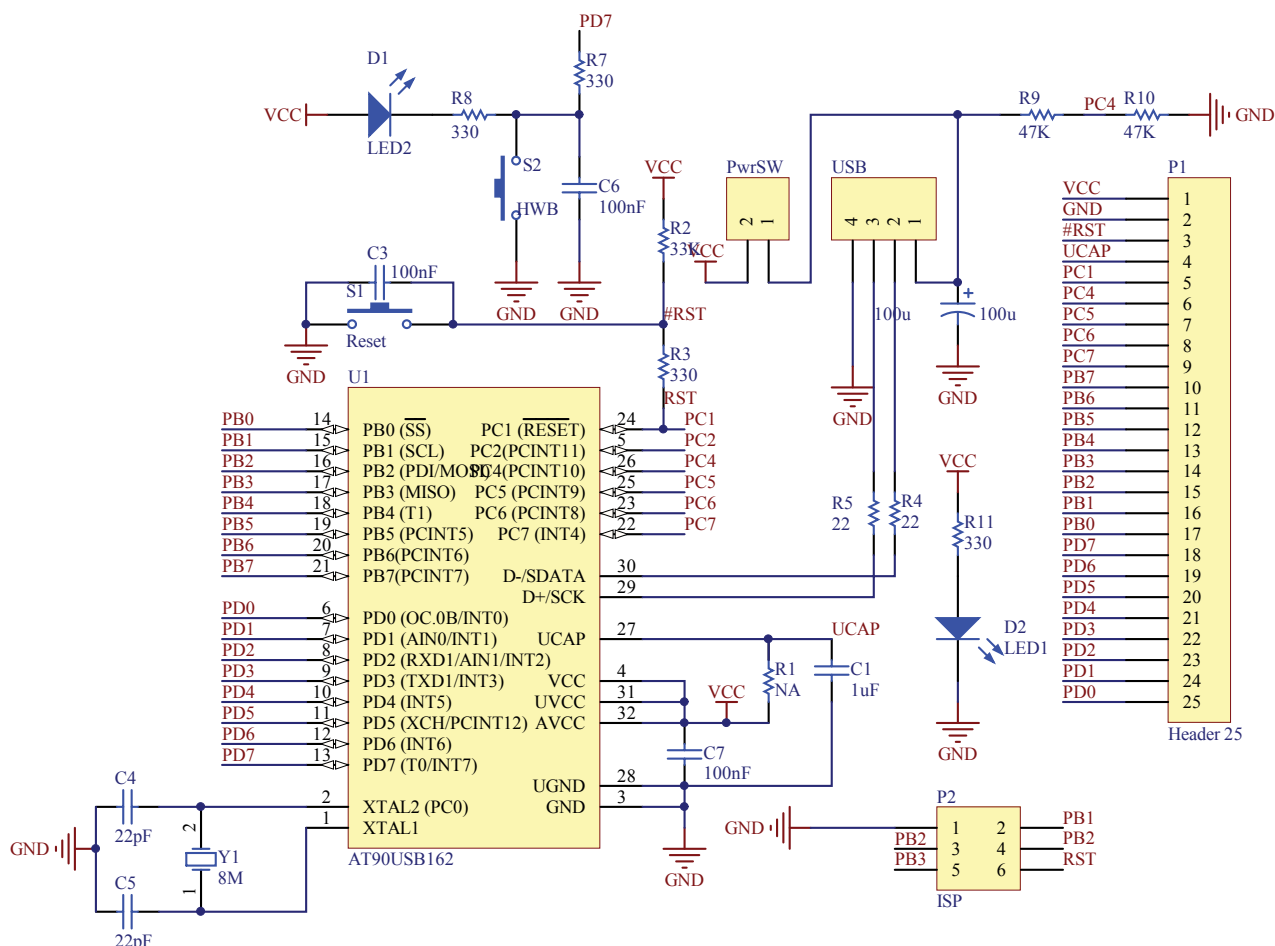 PD7
D1
R7
330
VCC
R8
330
LED2
R9
47K
PC4
R10
47K
GND
S2
HWB
C6
100nF
VCC
PwrSW
2
1
USB
4
3
2
1
R2
33K
VCC
GND
GND
C3
100nF
S1
Reset
GND
#RST
R3
330
RST
100u
+
100u
GND
GND
P1
VCC 1
GND 2
#RST 3
UCAP 4
PC1 5
PC4 6
PC5 7
PC6 8
PC7 9
PB7 10
PB6 11
PB5 12
PB4 13
PB3 14
PB2 15
PB1 16
PB0 17
PD7 18
PD6 19
PD5 20
PD4 21
PD3 22
PD2 23
PD1 24
PD0 25
Header 25
U1
PB0 14 PB0 (SS) PC1 (RESET) 24 PC1
PB1 15 PB1 (SCL) PC2(PCINT11) 5 PC2
PB2 16 PB2 (PDI/MOSI) PC4(PCINT10) 26 PC4
PB3 17 PB3 (MISO) PC5 (PCINT9) 25 PC5
PB4 18 PB4 (T1) PC6 (PCINT8) 23 PC6
PB5 19 PB5 (PCINT5) PC7 (INT4) 22 PC7
PB6 20 PB6(PCINT6)
PB7 21 PB7(PCINT7) D-/SDATA 30
D+/SCK 29
PD0 6 PD0 (OC.0B/INT0)
PD1 7 PD1 (AIN0/INT1) UCAP 27 UCAP
PD2 8 PD2 (RXD1/AIN1/INT2)
PD3 9 PD3 (TXD1/INT3) VCC 4
PD4 10 PD4 (INT5) UVCC 31
PD5 11 PD5 (XCH/PCINT12) AVCC 32
PD6 12 PD6 (INT6)
PD7 13 PD7 (T0/INT7)
UGND 28
2 XTAL2 (PC0) GND 3
1 XTAL1
AT90USB162
R5
22
R4
22
VCC
R11
330
D2
LED1
GND
VCC
R1
NA
C1
1uF
C7
100nF
GND
C4
22pF
GND
2
Y1
8M
1
C5
22pF
P2
GND 1 2 PB1
PB2 3 4 PB2
PB3 5 6 RST
ISP